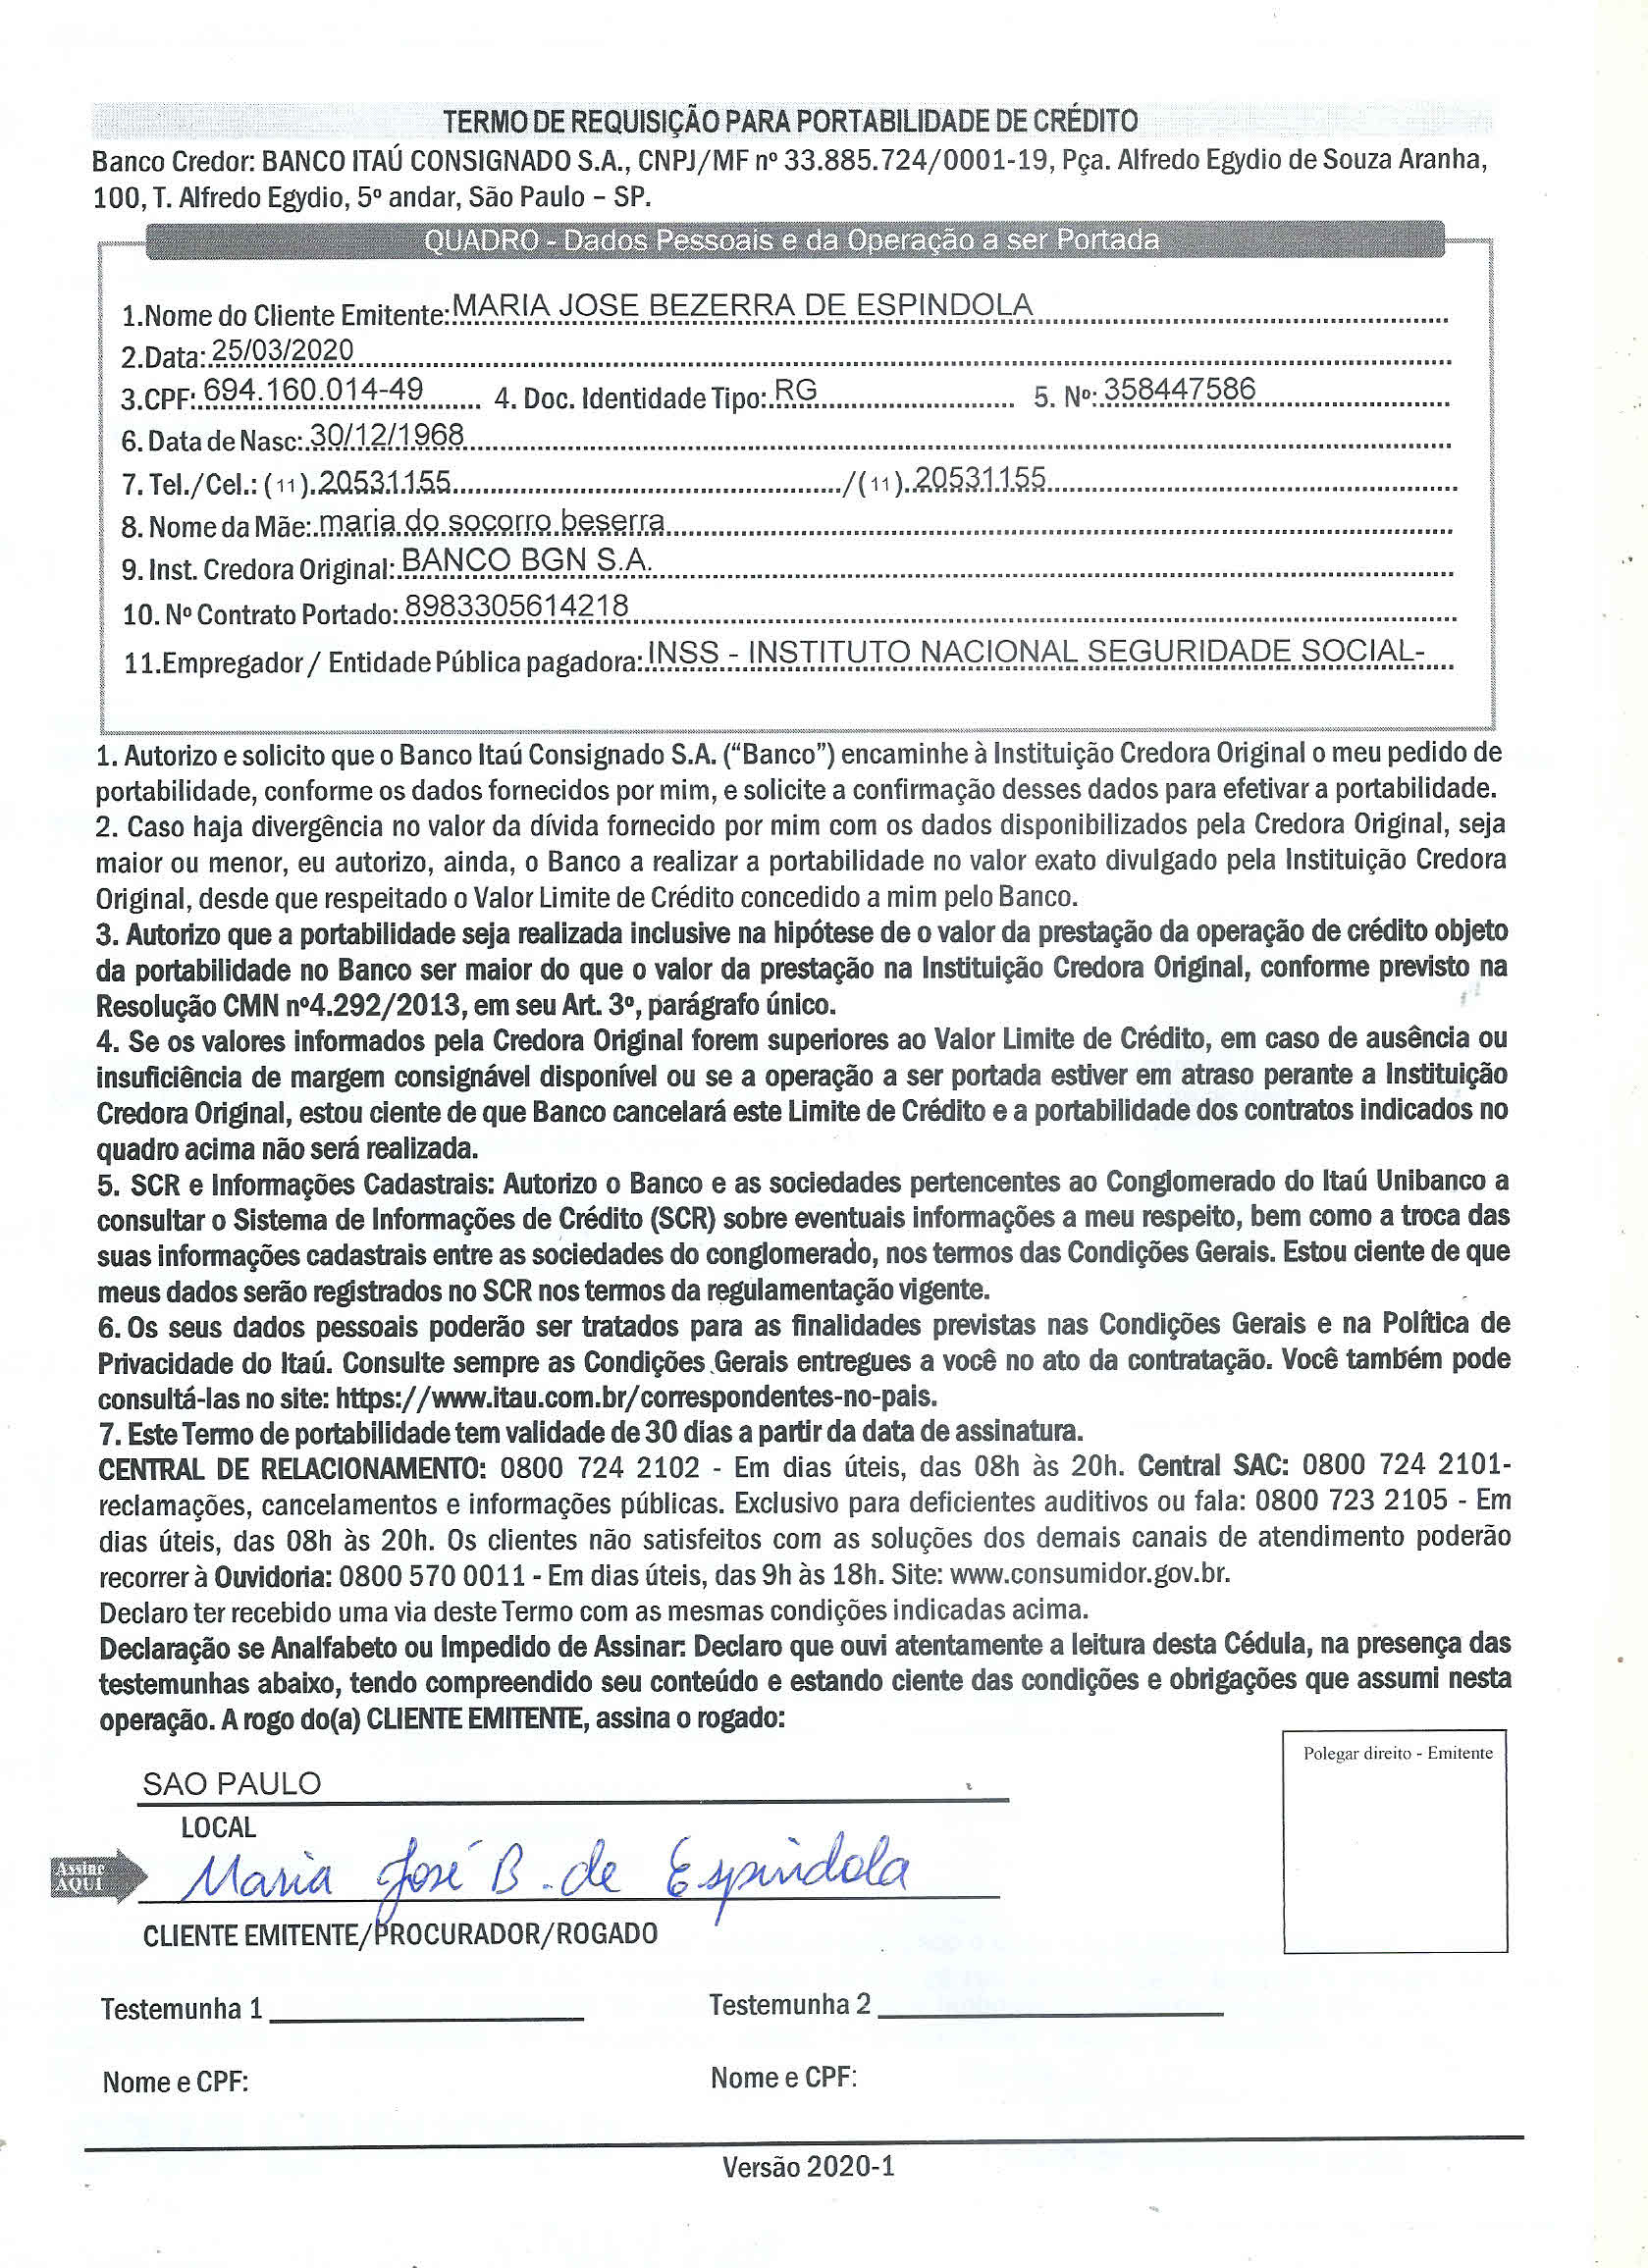 TERMO DE REQUISIÇÃO PARA PORTABILIDADE DE CRÉDITO
Banco Credor: BANCO ITAÚ CONSIGNADO S.A., CNPJ/MF nº 33.885.724/0001-19, Pça. Alfredo Egydio de Souza Aranha,
100, T. Alfredo Egydio, 5º andar, São Paulo – SP.
QUADRO - Dados Pessoais e da Operação a ser Portada
1.Nome do Cliente Emitente: MARIA JOSE BEZERRA DE ESPINDOLA
2.Data: 25/03/2020
3.CPF: 694.160.014-49 4. Doc. Identidade Tipo: RG 5. Nº: 358447586
6. Data de Nasc: 30/12/1968
7. Tel./Cel.: (11) 20531155 /(11) 20531155
8. Nome da Mãe: maria do socorro beserra
9. Inst. Credora Original: BANCO BGN S.A.
10. Nº Contrato Portado: 8983305614218
11.Empregador / Entidade Pública pagadora: INSS - INSTITUTO NACIONAL SEGURIDADE SOCIAL-
1. Autorizo e solicito que o Banco Itaú Consignado S.A. (“Banco”) encaminhe à Instituição Credora Original o meu pedido de
portabilidade, conforme os dados fornecidos por mim, e solicite a confirmação desses dados para efetivar a portabilidade.
2. Caso haja divergência no valor da dívida fornecido por mim com os dados disponibilizados pela Credora Original, seja
maior ou menor, eu autorizo, ainda, o Banco a realizar a portabilidade no valor exato divulgado pela Instituição Credora
Original, desde que respeitado o Valor Limite de Crédito concedido a mim pelo Banco.
3. Autorizo que a portabilidade seja realizada inclusive na hipótese de o valor da prestação da operação de crédito objeto
da portabilidade no Banco ser maior do que o valor da prestação na Instituição Credora Original, conforme previsto na
Resolução CMN nº4.292/2013, em seu Art. 3º, parágrafo único.
4. Se os valores informados pela Credora Original forem superiores ao Valor Limite de Crédito, em caso de ausência ou
insuficiência de margem consignável disponível ou se a operação a ser portada estiver em atraso perante a Instituição
Credora Original, estou ciente de que Banco cancelará este Limite de Crédito e a portabilidade dos contratos indicados no
quadro acima não será realizada.
5. SCR e Informações Cadastrais: Autorizo o Banco e as sociedades pertencentes ao Conglomerado do Itaú Unibanco a
consultar o Sistema de Informações de Crédito (SCR) sobre eventuais informações a meu respeito, bem como a troca das
suas informações cadastrais entre as sociedades do conglomerado, nos termos das Condições Gerais. Estou ciente de que
meus dados serão registrados no SCR nos termos da regulamentação vigente.
6. Os seus dados pessoais poderão ser tratados para as finalidades previstas nas Condições Gerais e na Política de
Privacidade do Itaú. Consulte sempre as Condições Gerais entregues a você no ato da contratação. Você também pode
consultá-las no site: https://www.itau.com.br/correspondentes-no-pais.
7. Este Termo de portabilidade tem validade de 30 dias a partir da data de assinatura.
CENTRAL DE RELACIONAMENTO: 0800 724 2102 - Em dias úteis, das 08h às 20h. Central SAC: 0800 724 2101-
reclamações, cancelamentos e informações públicas. Exclusivo para deficientes auditivos ou fala: 0800 723 2105 - Em
dias úteis, das 08h às 20h. Os clientes não satisfeitos com as soluções dos demais canais de atendimento poderão
recorrer à Ouvidoria: 0800 570 0011 - Em dias úteis, das 9h às 18h. Site: www.consumidor.gov.br.
Declaro ter recebido uma via deste Termo com as mesmas condições indicadas acima.
Declaração se Analfabeto ou Impedido de Assinar: Declaro que ouvi atentamente a leitura desta Cédula, na presença das
testemunhas abaixo, tendo compreendido seu conteúdo e estando ciente das condições e obrigações que assumi nesta
operação. A rogo do(a) CLIENTE EMITENTE, assina o rogado:
Polegar direito - Emitente
SAO PAULO
LOCAL
Assine
AQUI
Maria José B. de Espindola
CLIENTE EMITENTE/PROCURADOR/ROGADO
Testemunha 1 Testemunha 2
Nome e CPF: Nome e CPF:
Versão 2020-1